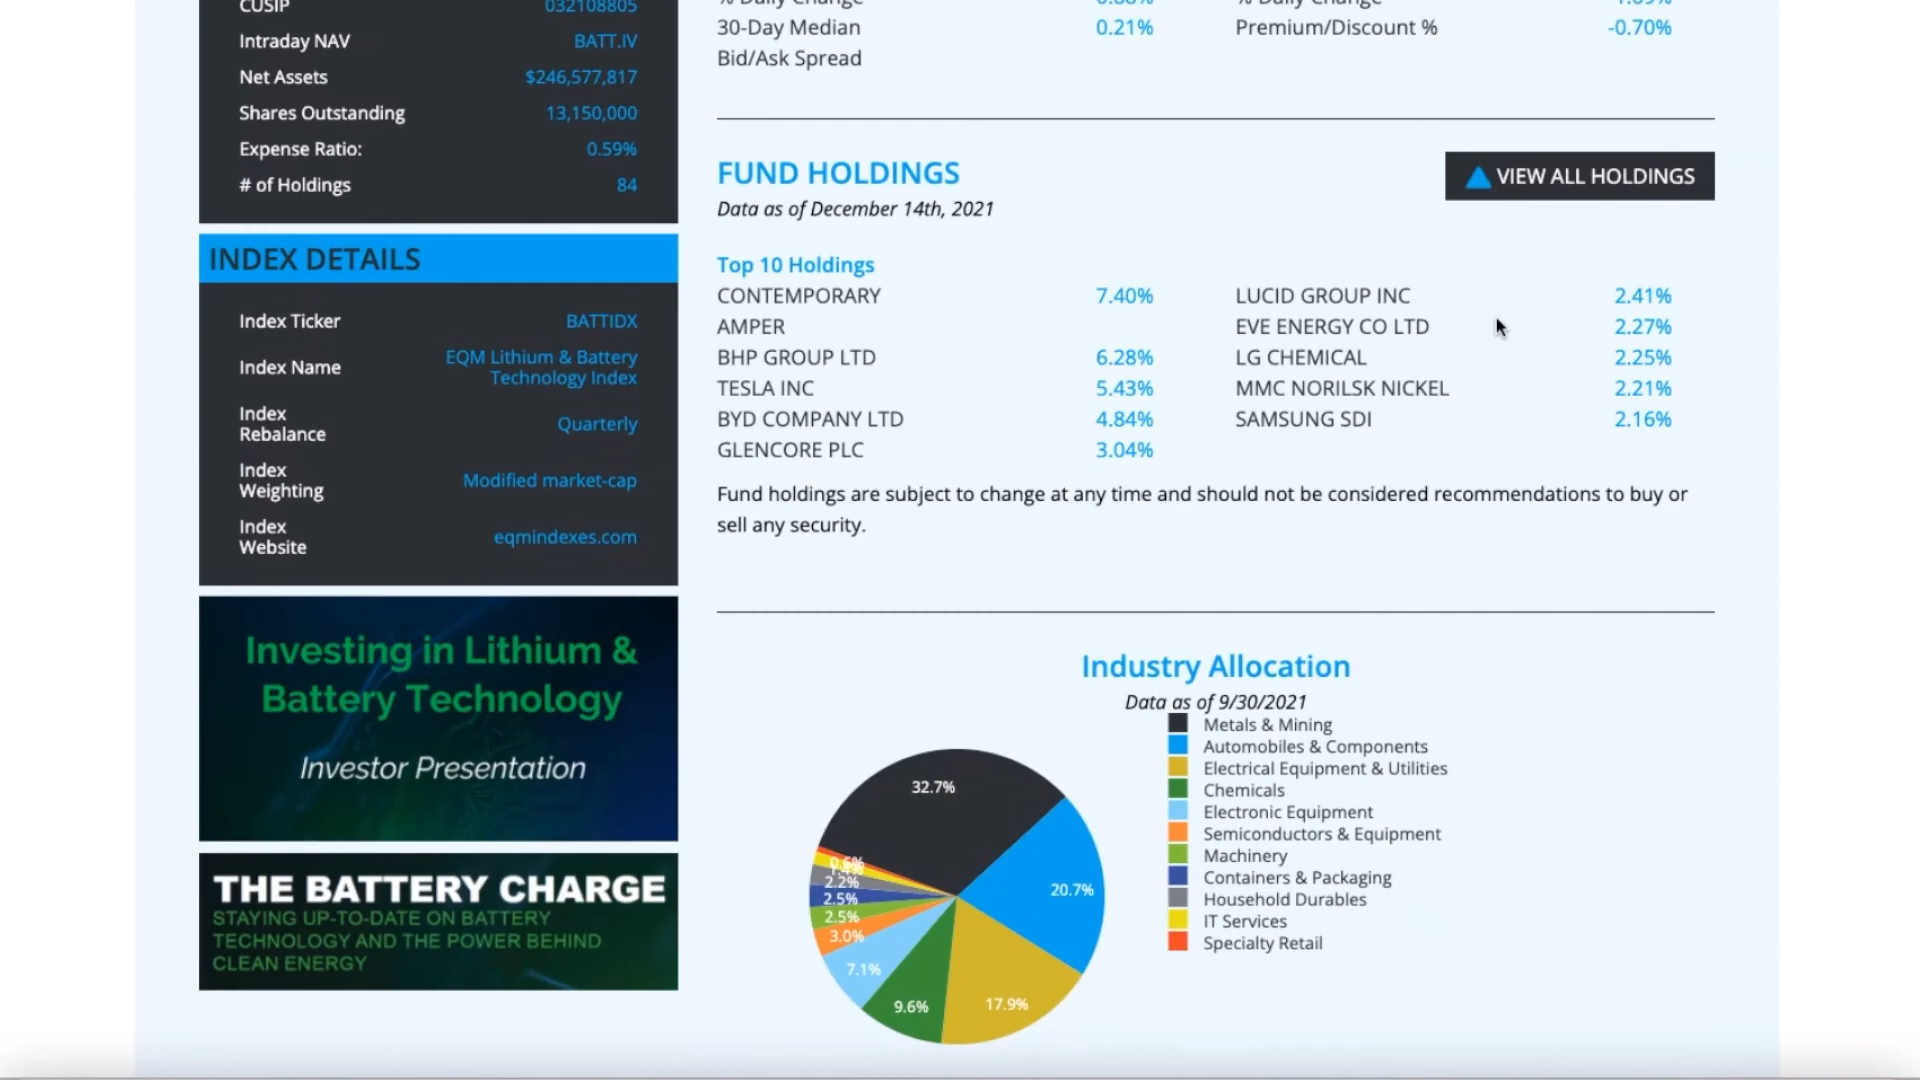 CUSIP 032108805
Intraday NAV BATT.IV
Net Assets $246,577,817
Shares Outstanding 13,150,000
Expense Ratio: 0.59%
# of Holdings 84
INDEX DETAILS
Index Ticker BATTIDX
Index Name EQM Lithium & Battery
Technology Index
Index
Rebalance Quarterly
Index
Weighting Modified market-cap
Index
Website eqmindexes.com
Investing in Lithium &
Battery Technology
Investor Presentation
THE BATTERY CHARGE
STAYING UP-TO-DATE ON BATTERY
TECHNOLOGY AND THE POWER BEHIND
CLEAN ENERGY
% Daily Change
% Daily Change
30-Day Median 0.21%
Bid/Ask Spread
Premium/Discount % -0.70%
FUND HOLDINGS
VIEW ALL HOLDINGS
Data as of December 14th, 2021
Top 10 Holdings
CONTEMPORARY 7.40%
AMPER
BHP GROUP LTD 6.28%
TESLA INC 5.43%
BYD COMPANY LTD 4.84%
GLENCORE PLC 3.04%
LUCID GROUP INC 2.41%
EVE ENERGY CO LTD 2.27%
LG CHEMICAL 2.25%
MMC NORILSK NICKEL 2.21%
SAMSUNG SDI 2.16%
Fund holdings are subject to change at any time and should not be considered recommendations to buy or
sell any security.
Industry Allocation
Data as of 9/30/2021
Metals & Mining
Automobiles & Components
Electrical Equipment & Utilities
Chemicals
Electronic Equipment
Semiconductors & Equipment
Machinery
Containers & Packaging
Household Durables
IT Services
Specialty Retail
32.7%
20.7%
17.9%
9.6%
7.1%
3.0%
2.5%
2.5%
2.2%